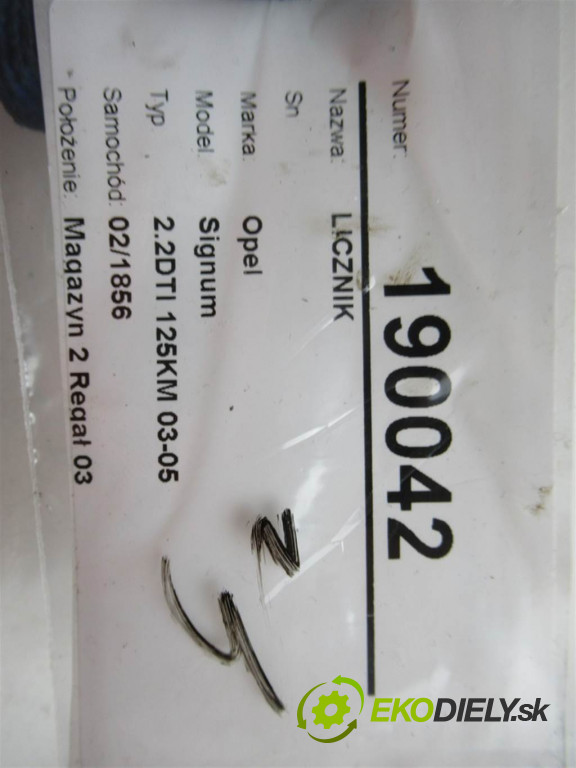 Numer: 190042
Nazwa: LICZNIK
Sn
Marka: Opel
Model: Signum
Typ 2.2DTI 125KM 03-05
Samochód: 02/1856
Położenie: Magazyn 2 Regał 03
EKODIELY.sk